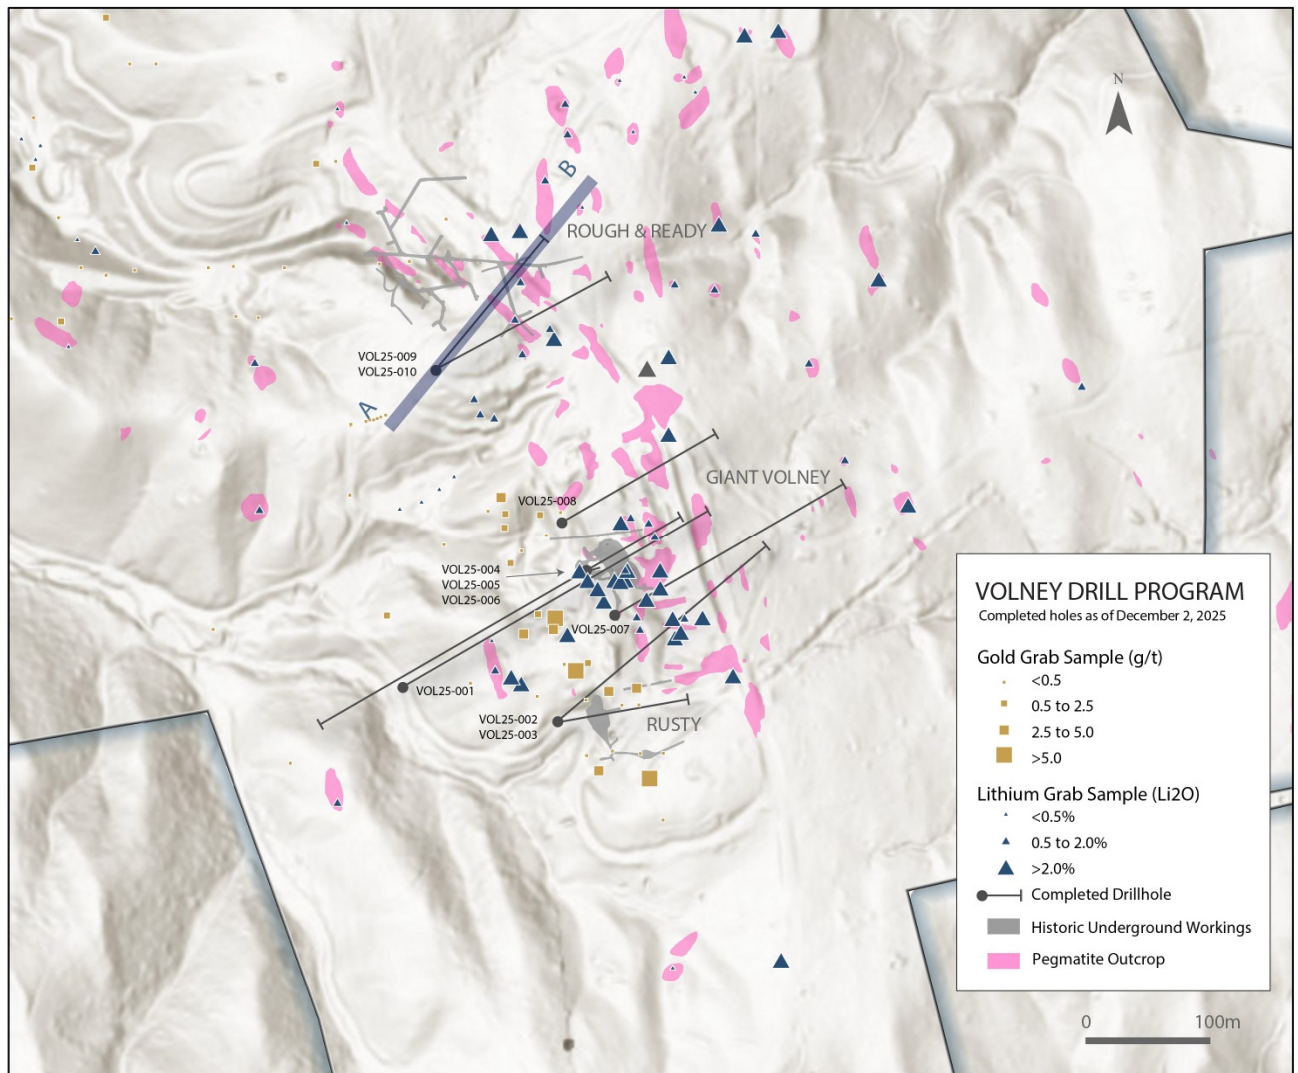 N
B
ROUGH & READY
VOL25-009
VOL25-010
A
GIANT VOLNEY
VOL25-008
VOL25-004
VOL25-005
VOL25-006
VOL25-007
VOL25-001
VOL25-002
VOL25-003
RUSTY
VOLNEY DRILL PROGRAM
Completed holes as of December 2, 2025
Gold Grab Sample (g/t)
<0.5
0.5 to 2.5
2.5 to 5.0
>5.0
Lithium Grab Sample (Li2O)
<0.5%
0.5 to 2.0%
>2.0%
Completed Drillhole
Historic Underground Workings
Pegmatite Outcrop
0 100m